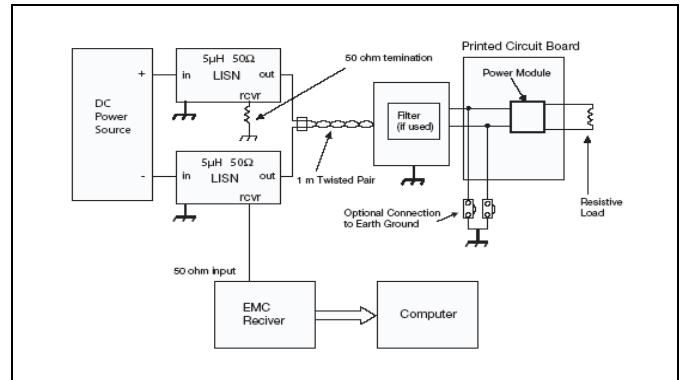 DC
Power
Source
+
-
5µH 50Ω
in LISN out
rcvr
50 ohm temination
5µH 50Ω
in LISN out
rcvr
1 m Twisted Pair
Filter
(if used)
Printed Circuit Board
Power Module
Optional Connection
to Earth Ground
Resistive
Load
50 ohm input
EMC
Reciver
Computer